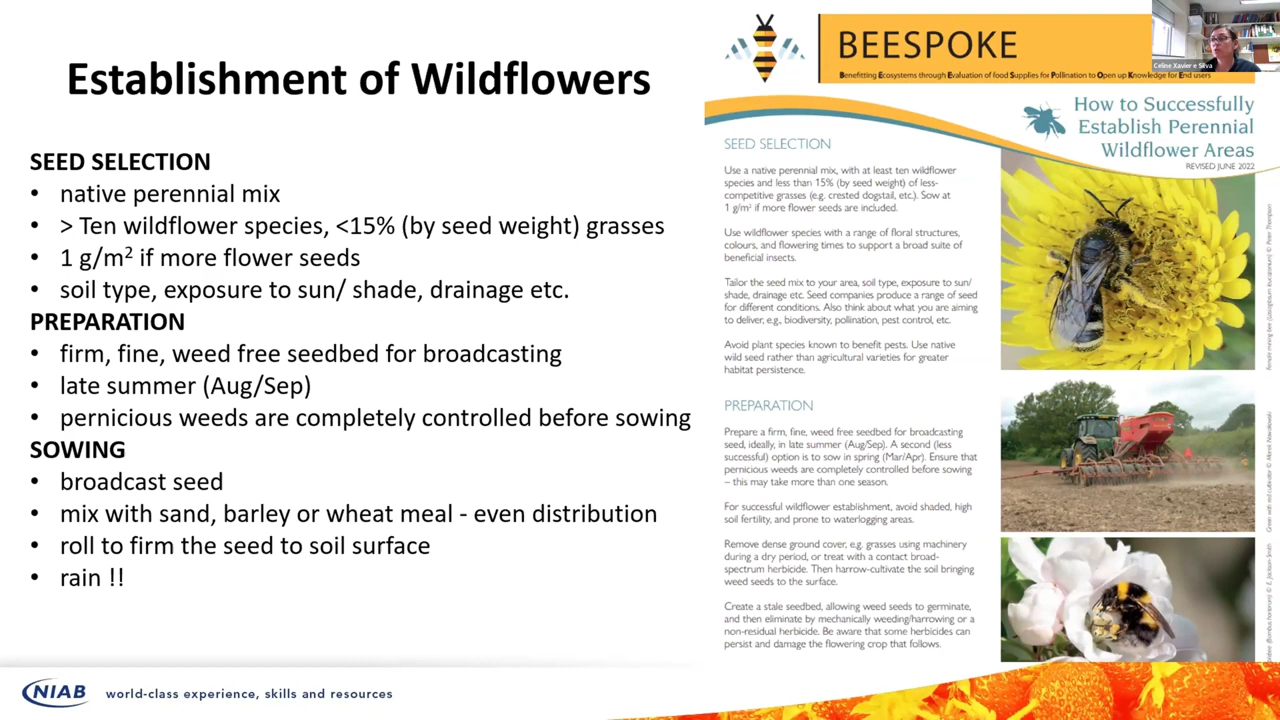 Establishment of Wildflowers
SEED SELECTION
• native perennial mix
• > Ten wildflower species, <15% (by seed weight) grasses
• 1 g/m² if more flower seeds
• soil type, exposure to sun/ shade, drainage etc.
PREPARATION
• firm, fine, weed free seedbed for broadcasting
• late summer (Aug/Sep)
• pernicious weeds are completely controlled before sowing
SOWING
• broadcast seed
• mix with sand, barley or wheat meal - even distribution
• roll to firm the seed to soil surface
• rain !!
NIAB
world-class experience, skills and resources
BEESPOKE
Benefitting Ecosystems through Evaluation of food Supplies for Pollination to Open up Knowledge for End users
Celine Xavier e Silva
How to Successfully
Establish Perennial
Wildflower Areas
REVISED JUNE 2022
SEED SELECTION
Use a native perennial mix, with at least ten wildflower
species and less than 15% (by seed weight) of less-
competitive grasses (e.g. crested dogstail, etc.). Sow at
1 g/m² if more flower seeds are included.
Use wildflower species with a range of floral structures,
colours, and flowering times to support a broad suite of
beneficial insects.
Tailor the seed mix to your area, soil type, exposure to sun/
shade, drainage etc. Seed companies produce a range of seed
for different conditions. Also think about what you are aiming
to deliver, e.g., biodiversity, pollination, pest control, etc.
Avoid plant species known to benefit pests. Use native
wild seed rather than agricultural varieties for greater
habitat persistence.
PREPARATION
Prepare a firm, fine, weed free seedbed for broadcasting
seed, ideally, in late summer (Aug/Sep). A second (less
successful) option is to sow in spring (Mar/Apr). Ensure that
pernicious weeds are completely controlled before sowing
– this may take more than one season.
For successful wildflower establishment, avoid shaded, high
soil fertility, and prone to waterlogging areas.
Remove dense ground cover, e.g. grasses using machinery
during a dry period, or treat with a contact broad-
spectrum herbicide. Then harrow-cultivate the soil bringing
weed seeds to the surface.
Create a stale seedbed, allowing weed seeds to germinate,
and then eliminate by mechanically weeding/harrowing or a
non-residual herbicide. Be aware that some herbicides can
persist and damage the flowering crop that follows.